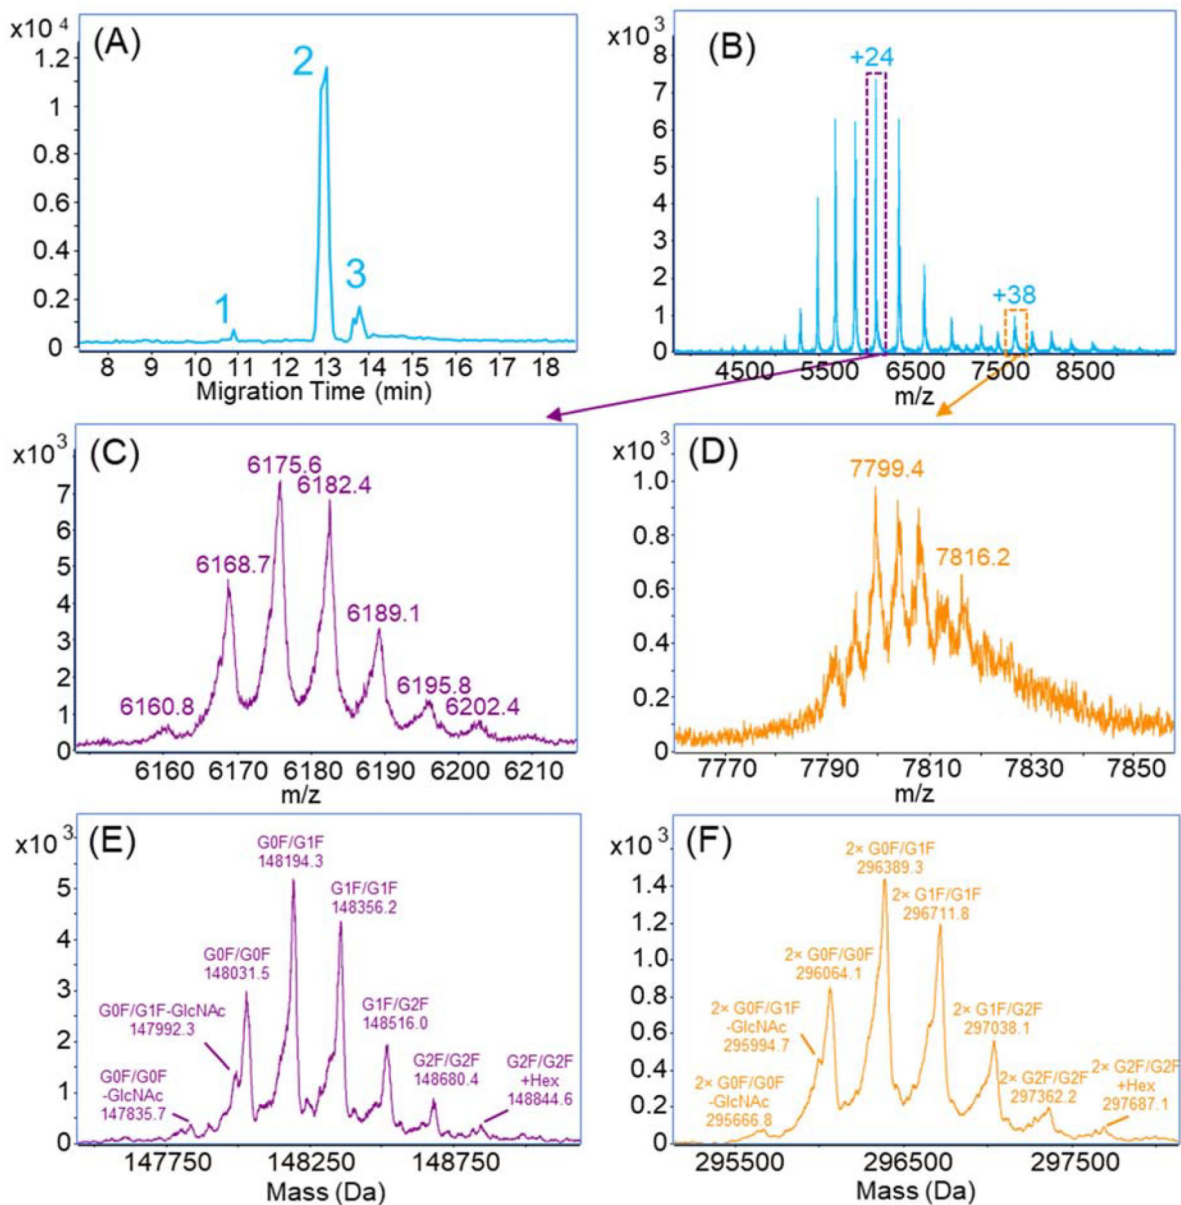 x10 4
(A)
1.2
1
0.8
0.6
0.4
0.2
0
1
2
3
8 9 10 11 12 13 14 15 16 17 18
Migration Time (min)
x10 3
(B)
7
6
5
4
3
2
1
0
+24
+38
4500 5500 6500 7500 8500
m/z
x10 3
(C)
7
6
5
4
3
2
1
0
6175.6
6182.4
6168.7
6189.1
6195.8
6160.8
6202.4
6160 6170 6180 6190 6200 6210
m/z
x10 3
(D)
1.0
0.8
0.6
0.4
0.2
0
7799.4
7816.2
7770 7790 7810 7830 7850
m/z
x10 3
(E)
5
4
3
2
1
0
G0F/G1F
148194.3
G1F/G1F
148356.2
G0F/G0F
148031.5
G0F/G1F-GlcNAc
147992.3
G1F/G2F
148516.0
G0F/G0F
-GlcNAc
147835.7
G2F/G2F
148680.4
G2F/G2F
+Hex
148844.6
147750 148250 148750
Mass (Da)
x10 3
(F)
1.4
1.2
1.0
0.8
0.6
0.4
0.2
0
2× G0F/G1F
296389.3
2× G1F/G1F
296711.8
2× G0F/G0F
296064.1
2× G0F/G1F
-GlcNAc
295994.7
2× G1F/G2F
297038.1
2× G0F/G0F
-GlcNAc
295666.8
2× G2F/G2F
297362.2
2× G2F/G2F
+Hex
297687.1
295500 296500 297500
Mass (Da)